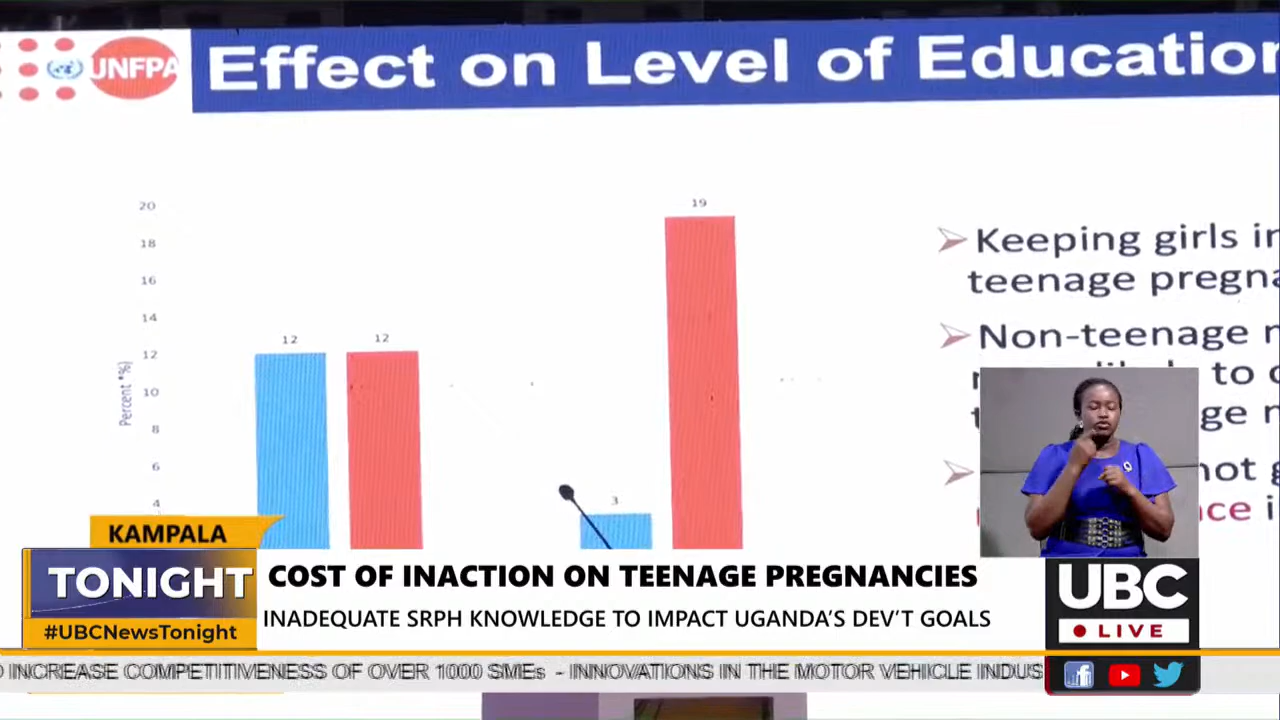 UNFPA
Effect on Level of Education
20
19
18
16
14
12
12
12
10
8
6
4
3
Percent *%)
Keeping girls in
teenage pregna
Non-teenage
to
ge
not
ce i
KAMPALA
TONIGHT
#UBCNewsTonight
COST OF INACTION ON TEENAGE PREGNANCIES
INADEQUATE SRPH KNOWLEDGE TO IMPACT UGANDA'S DEV'T GOALS
UBC
LIVE
O INCREASE COMPETITIVENESS OF OVER 1000 SMEs - INNOVATIONS IN THE MOTOR VEHICLE INDUS